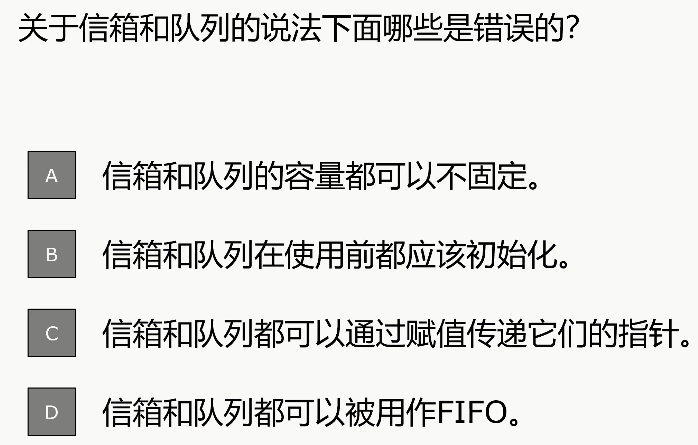 关于信箱和队列的说法下面哪些是错误的?
A 信箱和队列的容量都可以不固定。
B 信箱和队列在使用前都应该初始化。
C 信箱和队列都可以通过赋值传递它们的指针。
D 信箱和队列都可以被用作FIFO。